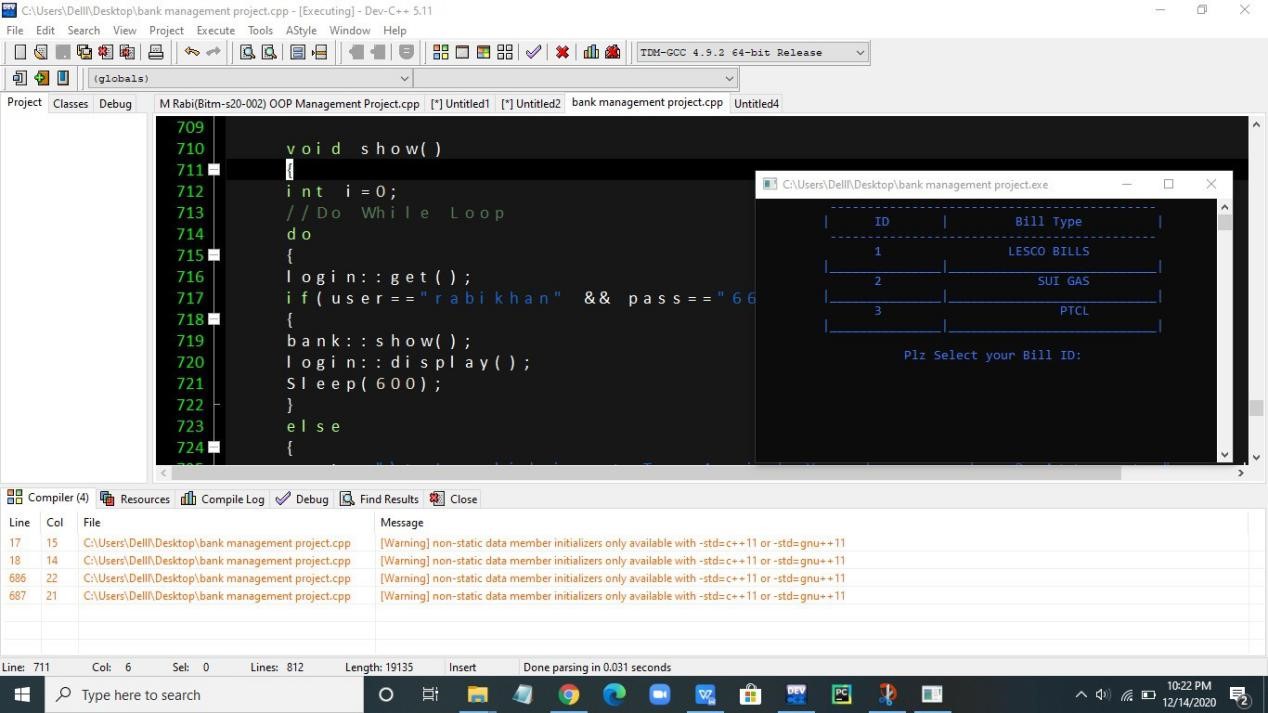 C:\Users\Delll\Desktop\bank management project.cpp - [Executing] - Dev-C++ 5.11
File Edit Search View Project Execute Tools AStyle Window Help
TDM-GCC 4.9.2 64-bit Release
(globals)
Project Classes Debug M Rabi(Bitm-s20-002) OOP Management Project.cpp [*] Untitled1 [*] Untitled2 bank management project.cpp Untitled4
709
710 void show()
711 {
712 int i=0;
713 //Do While Loop
714 do
715 {
716 login::get();
717 if(user=="rabikhan" && pass=="66
718 {
719 bank::show();
720 login::display();
721 Sleep(600);
722 }
723 else
724 {
C:\Users\Delll\Desktop\bank management project.exe
| ID | Bill Type |
1 LESCO BILLS
2 SUI GAS
3 PTCL
Plz Select your Bill ID:
Compiler (4) Resources Compile Log Debug Find Results Close
Line Col File Message
17 15 C:\Users\Delll\Desktop\bank management project.cpp [Warning] non-static data member initializers only available with -std=c++11 or -std=gnu++11
18 14 C:\Users\Delll\Desktop\bank management project.cpp [Warning] non-static data member initializers only available with -std=c++11 or -std=gnu++11
686 22 C:\Users\Delll\Desktop\bank management project.cpp [Warning] non-static data member initializers only available with -std=c++11 or -std=gnu++11
687 21 C:\Users\Delll\Desktop\bank management project.cpp [Warning] non-static data member initializers only available with -std=c++11 or -std=gnu++11
Line: 711 Col: 6 Sel: 0 Lines: 812 Length: 19135 Insert Done parsing in 0.031 seconds
Type here to search
DEV
PC
10:22 PM
12/14/2020
2